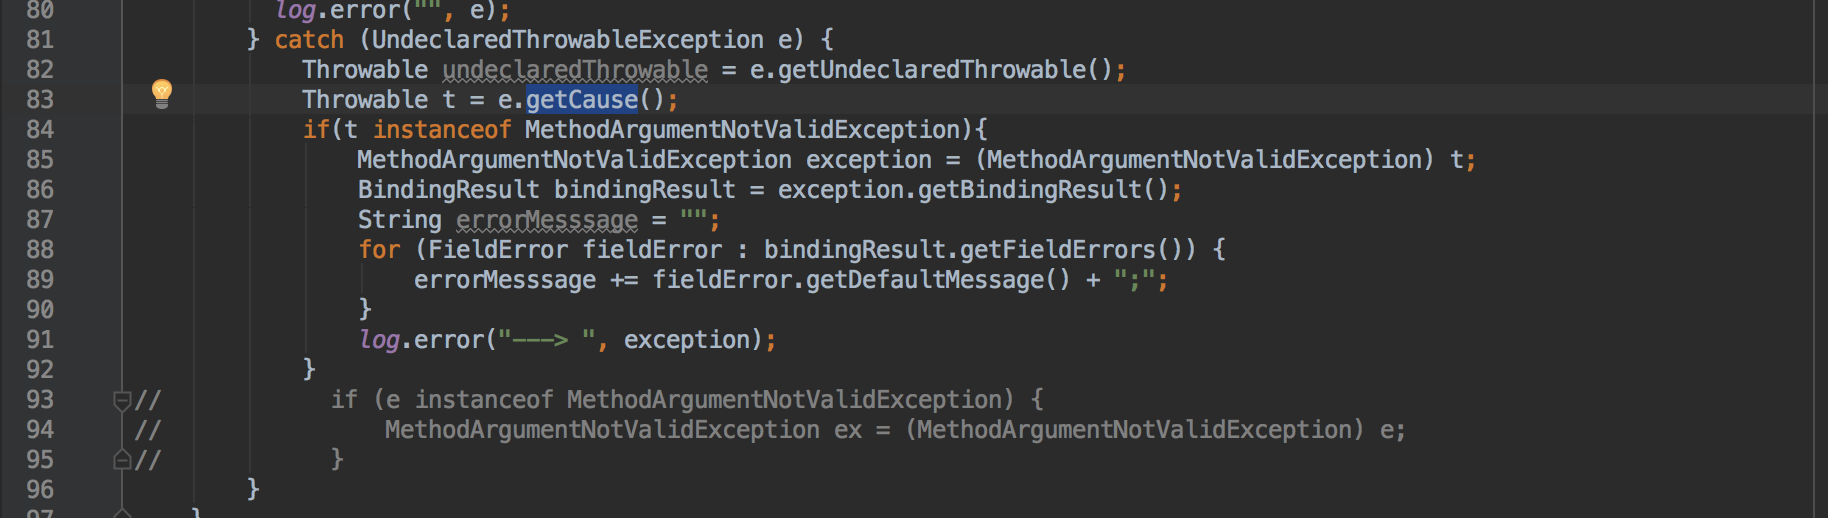 80 log.error("", e);
81 } catch (UndeclaredThrowableException e) {
82 Throwable undeclaredThrowable = e.getUndeclaredThrowable();
83 Throwable t = e.getCause();
84 if(t instanceof MethodArgumentNotValidException){
85 MethodArgumentNotValidException exception = (MethodArgumentNotValidException) t;
86 BindingResult bindingResult = exception.getBindingResult();
87 String errorMesssage = "";
88 for (FieldError fieldError : bindingResult.getFieldErrors()) {
89 errorMesssage += fieldError.getDefaultMessage() + ";";
90 }
91 log.error("---> ", exception);
92 }
93 // if (e instanceof MethodArgumentNotValidException) {
94 // MethodArgumentNotValidException ex = (MethodArgumentNotValidException) e;
95 // }
96 }
97 }